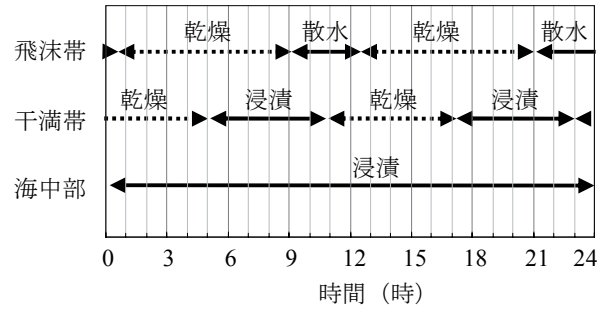 乾燥 散水 乾燥 散水
飛沫帯
乾燥 浸漬 乾燥 浸漬
干満帯
浸漬
海中部
0 3 6 9 12 15 18 21 24
時間（時）